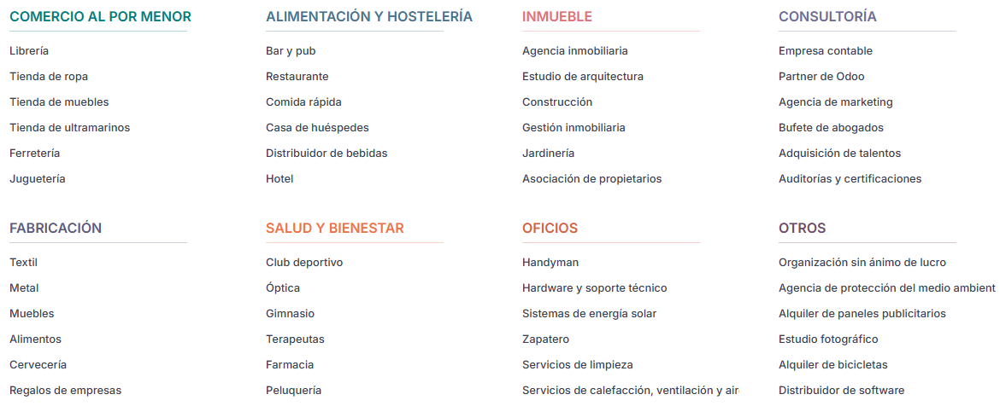 COMERCIO AL POR MENOR
Librería
Tienda de ropa
Tienda de muebles
Tienda de ultramarinos
Ferretería
Juguetería
ALIMENTACIÓN Y HOSTELERÍA
Bar y pub
Restaurante
Comida rápida
Casa de huéspedes
Distribuidor de bebidas
Hotel
INMUEBLE
Agencia inmobiliaria
Estudio de arquitectura
Construcción
Gestión inmobiliaria
Jardinería
Asociación de propietarios
CONSULTORÍA
Empresa contable
Partner de Odoo
Agencia de marketing
Bufete de abogados
Adquisición de talentos
Auditorías y certificaciones
FABRICACIÓN
Textil
Metal
Muebles
Alimentos
Cervecería
Regalos de empresas
SALUD Y BIENESTAR
Club deportivo
Óptica
Gimnasio
Terapeutas
Farmacia
Peluquería
OFICIOS
Handyman
Hardware y soporte técnico
Sistemas de energía solar
Zapatero
Servicios de limpieza
Servicios de calefacción, ventilación y air
OTROS
Organización sin ánimo de lucro
Agencia de protección del medio ambient
Alquiler de paneles publicitarios
Estudio fotográfico
Alquiler de bicicletas
Distribuidor de software